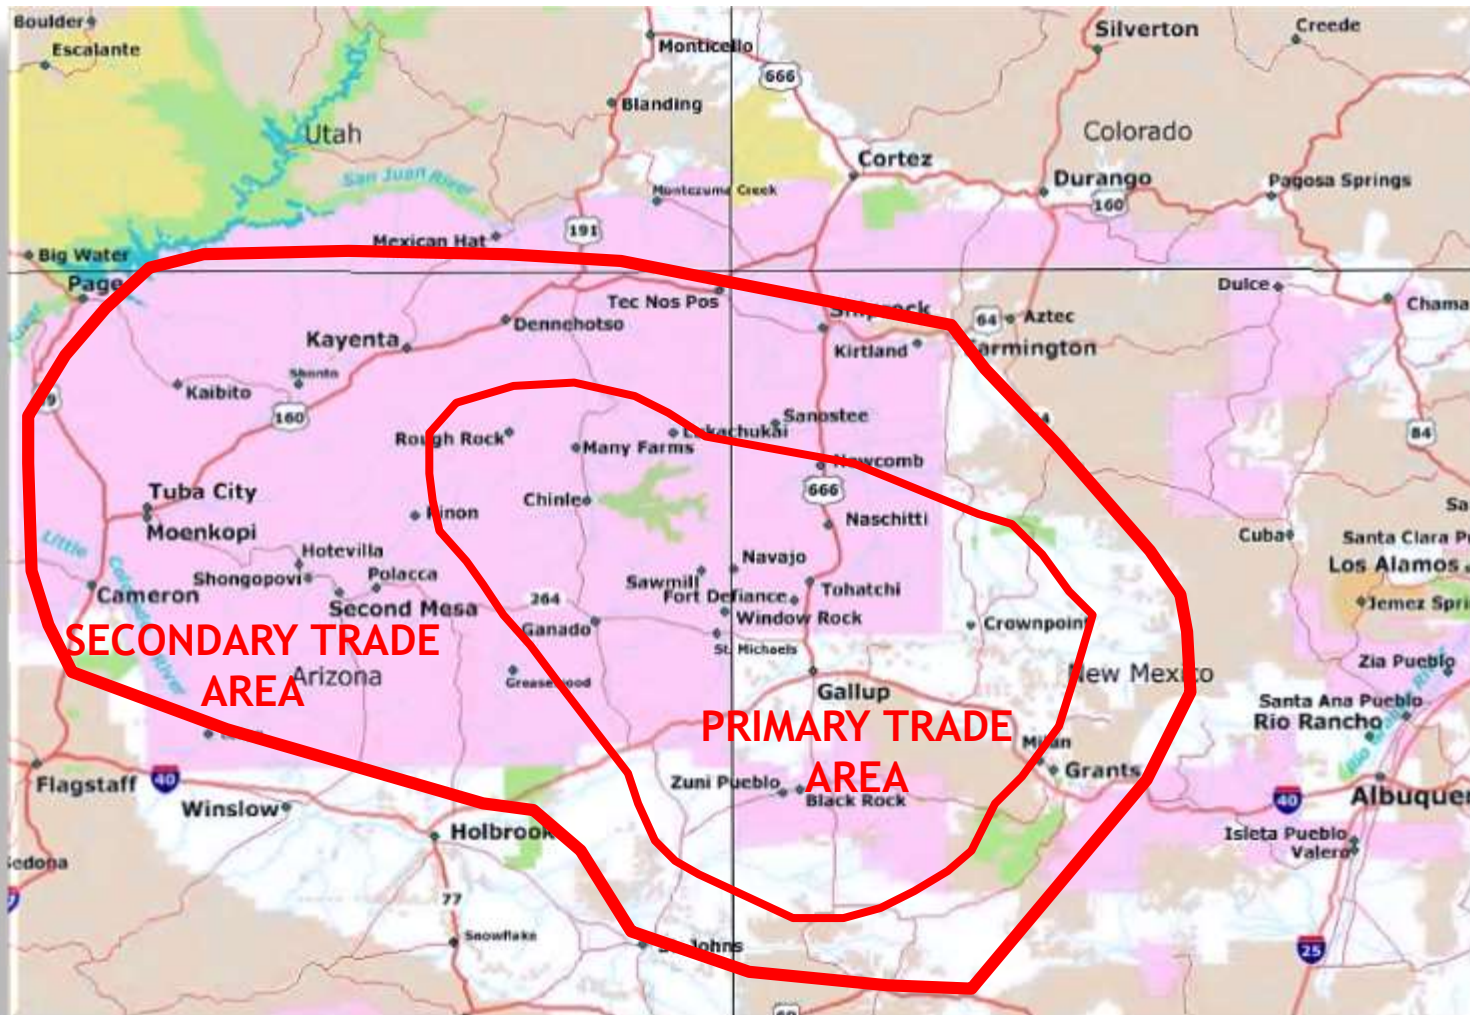 Boulder
Escalante
Monticello
Silverton
Creede
666
Blanding
Utah
Colorado
Cortez
San Juan River
Montezuma Creek
Durango
160
Pagosa Springs
Mexican Hat
191
Big Water
Page
Tec Nos Pos
Dulce
Chama
Dennehotso
64
Aztec
Kayenta
Kirtland
Farmington
Shonto
Kaibito
160
Sanostee
Rough Rock
Lukachukai
84
Many Farms
Newcomb
666
Tuba City
Chinle
Pinon
Naschitti
Moenkopi
Little
Hotevilla
Navajo
Cuba
Santa Clara
Los Alamos
Shongopovi
Polacca
Sawmill
Tohatchi
Cameron
Second Mesa
264
Fort Defiance
Window Rock
Ganado
Crownpoint
SECONDARY TRADE
AREA
St. Michaels
Arizona
Greasewood
Gallup
New Mexico
Zia Pueblo
Santa Ana Pueblo
Rio Rancho
PRIMARY TRADE
AREA
Milan
Grants
Flagstaff
40
Zuni Pueblo
Black Rock
40
Winslow
Holbrook
Isleta Pueblo
Valero
77
Snowflake
Johns
25